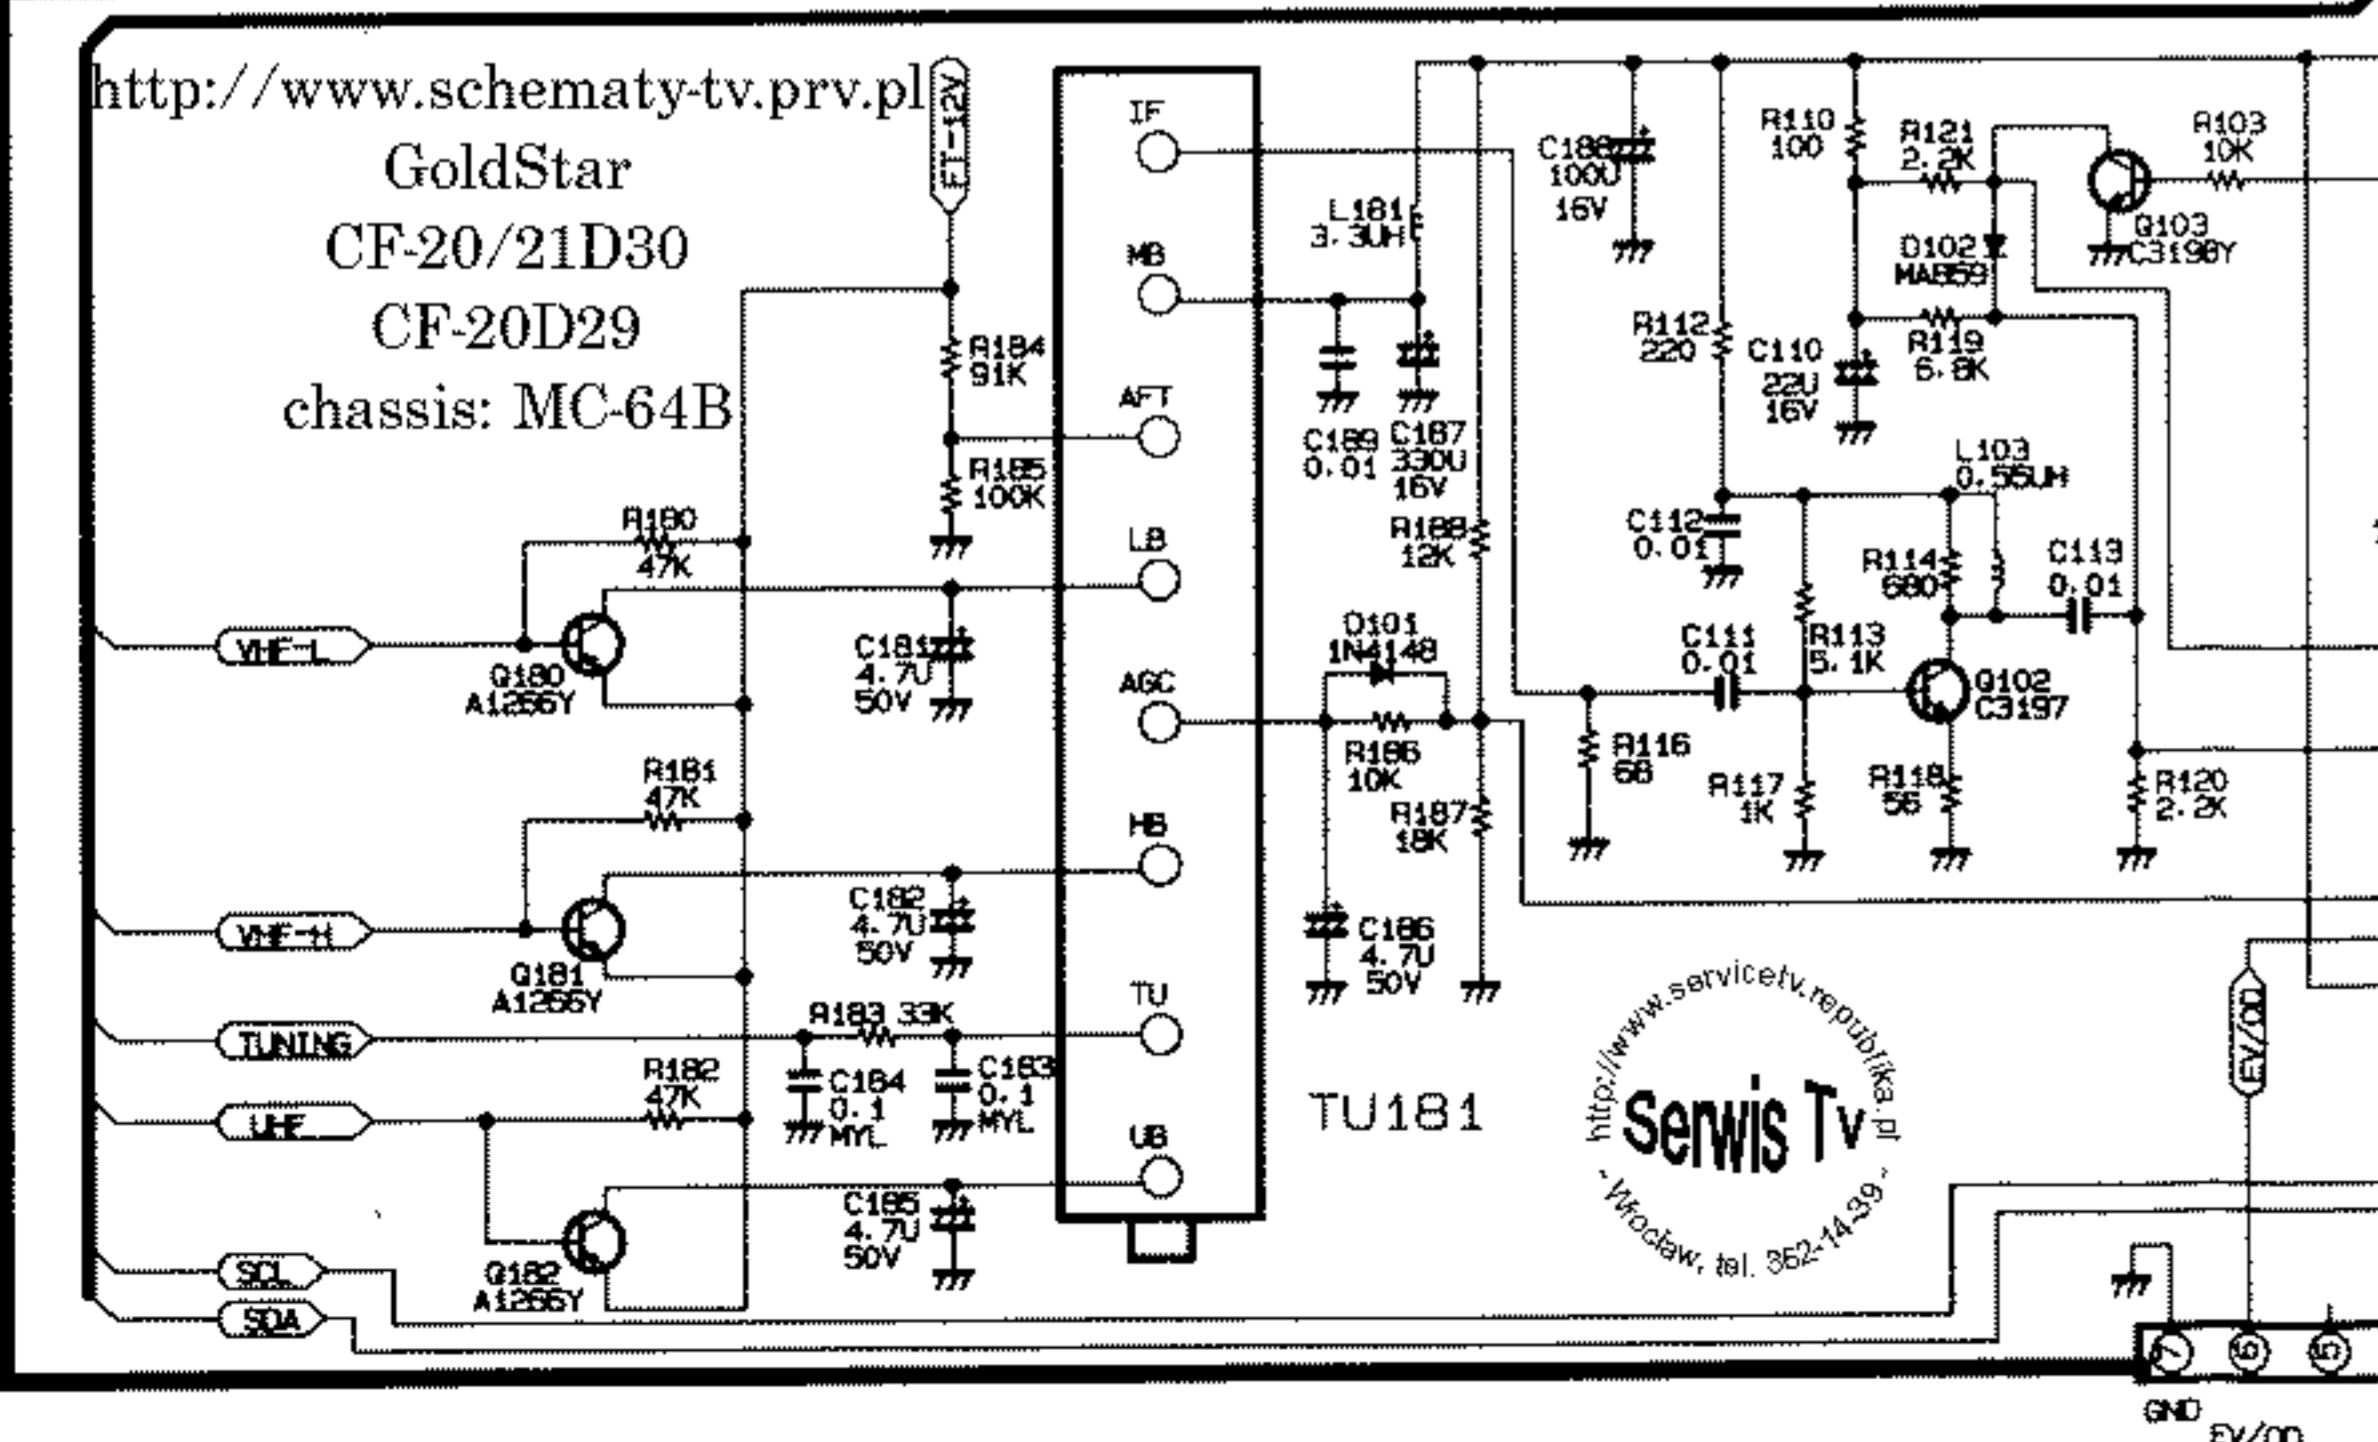 http://www.schematy-tv.prv.pl
GoldStar
CF-20/21D30
CF-20D29
chassis: MC-64B
FT-12V
IF
MB
AFT
LB
AGC
HB
TU
UB
TU181
R184
91K
R185
100K
R180
47K
VHF-L
Q180
A1266Y
C181
4.7U
50V
R181
47K
VHF-H
Q181
A1266Y
C182
4.7U
50V
TUNING
R183 33K
C184
0.1
MYL
C183
0.1
MYL
R182
47K
UHF
Q182
A1266Y
C185
4.7U
50V
SCL
SDA
L181
3.3UH
C189
0.01
C187
330U
16V
C188
100U
16V
R188
12K
D101
1N4148
R186
10K
R187
18K
C186
4.7U
50V
R110
100
R121
2.2K
R103
10K
Q103
C3198Y
D102
MA859
R119
6.8K
R112
220
C110
22U
16V
L103
0.55UH
C112
0.01
R114
680
C113
0.01
C111
0.01
R113
5.1K
Q102
C3197
R116
68
R117
1K
R118
56
R120
2.2K
http://www.servicetv.republika.pl
Serwis Tv
- Wrocław, tel. 352-14-39 -
EV/OD
7
6
5
GND
EV/OD